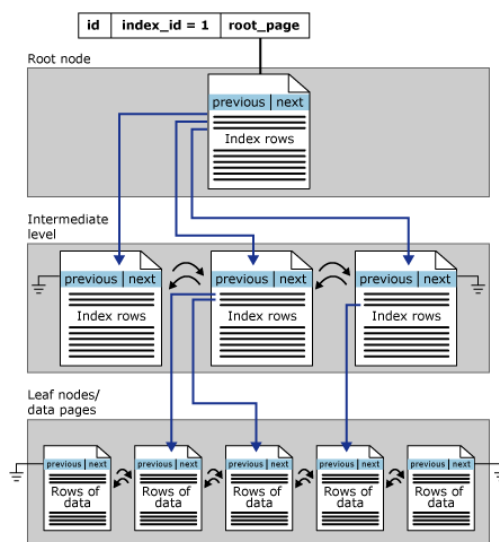 id index_id = 1 root_page
Root node
previous next
Index rows
Intermediate
level
previous next previous next previous next
Index rows Index rows Index rows
Leaf nodes/
data pages
previous next previous next previous next previous next previous next
Rows of Rows of Rows of Rows of Rows of
data data data data data